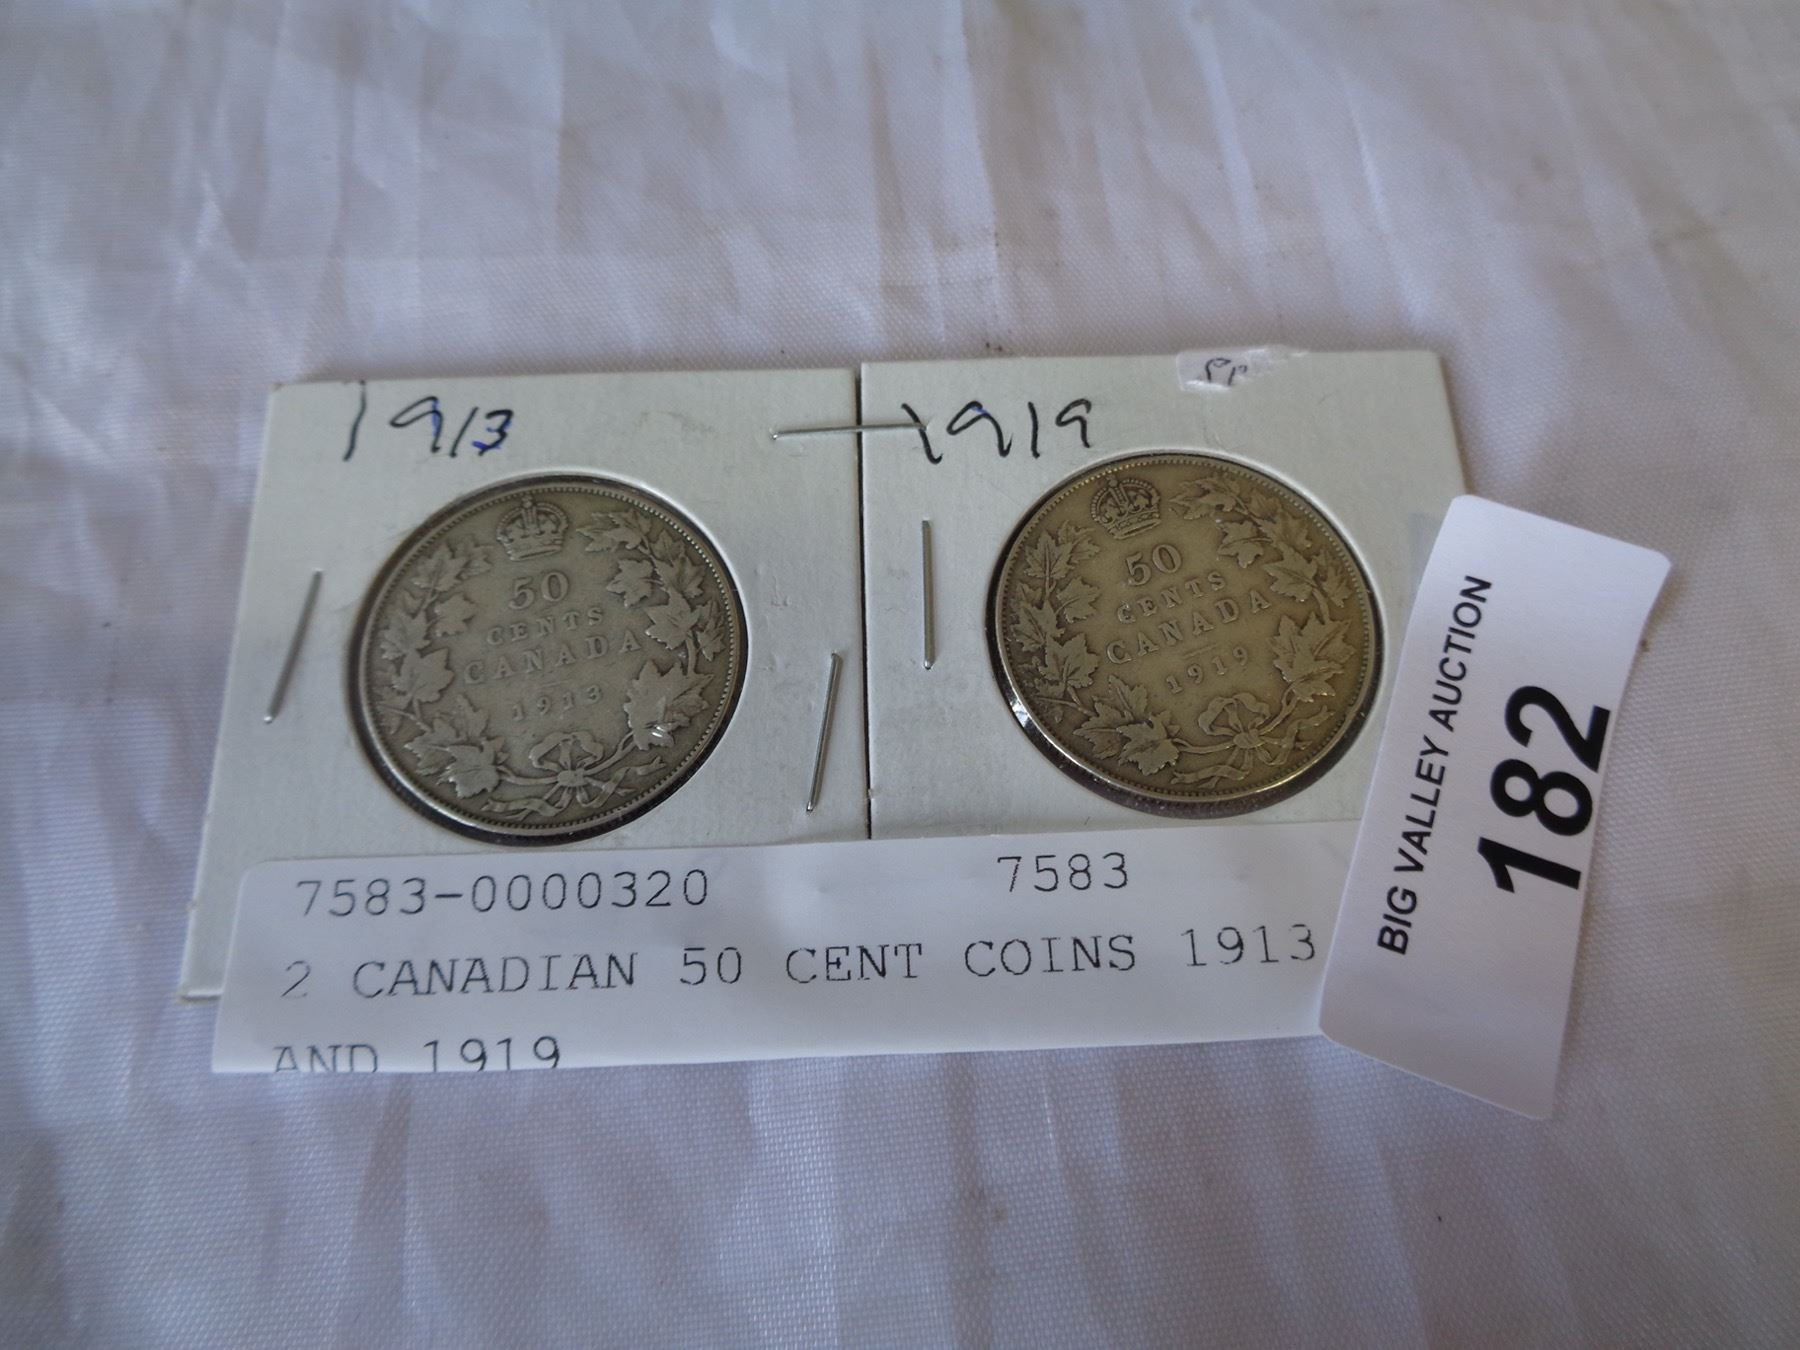 1913
1919
50
CENTS
CANADA
1913
50
CENTS
CANADA
1919
7583-0000320 7583
2 CANADIAN 50 CENT COINS 1913
AND 1919
BIG VALLEY AUCTION
182